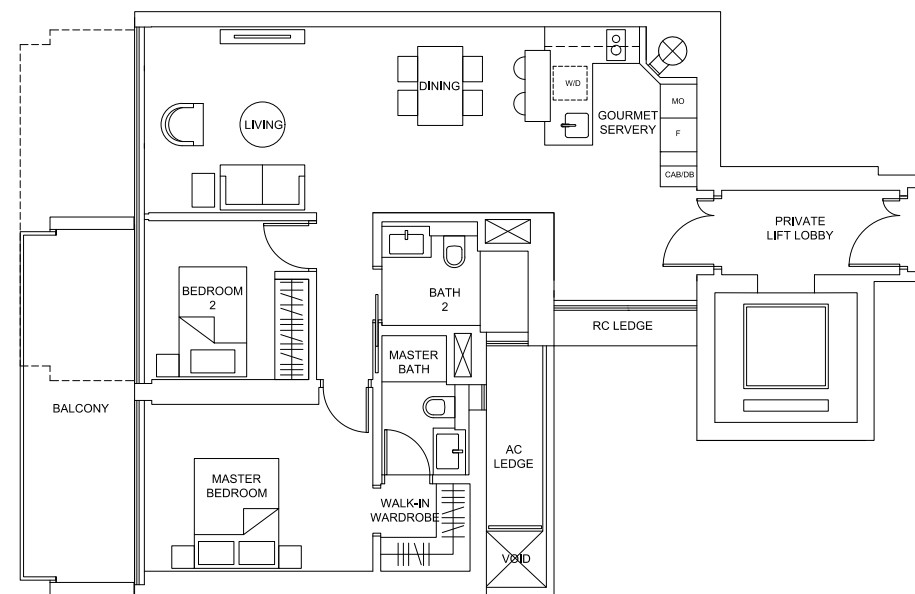 DINING
W/D
MO
LIVING
GOURMET
SERVERY
F
CAB/DB
PRIVATE
LIFT LOBBY
BEDROOM
2
BATH
2
RC LEDGE
MASTER
BATH
BALCONY
AC
LEDGE
MASTER
BEDROOM
WALK-IN
WARDROBE
VOID